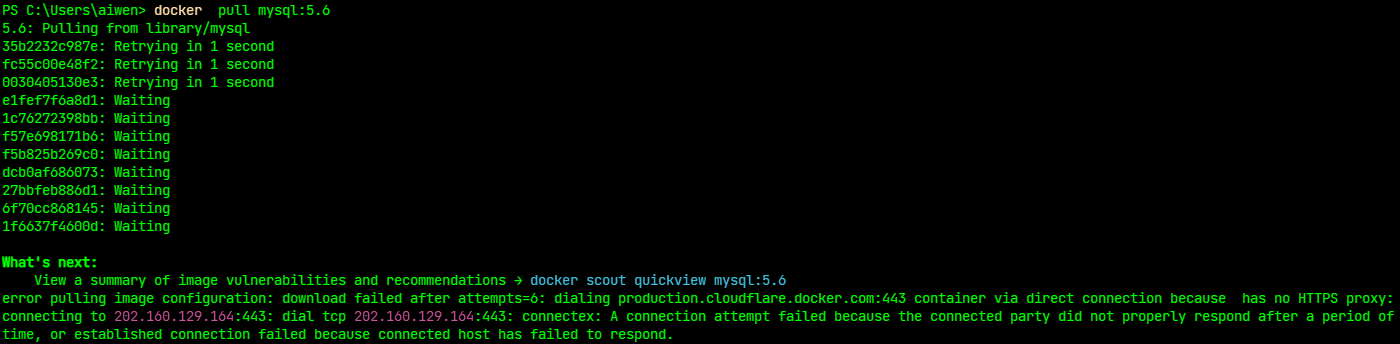 PS C:\Users\aiwen> docker  pull mysql:5.6
5.6: Pulling from library/mysql
35b2232c987e: Retrying in 1 second
fc55c00e48f2: Retrying in 1 second
0030405130e3: Retrying in 1 second
e1fef7f6a8d1: Waiting
1c76272398bb: Waiting
f57e698171b6: Waiting
f5b825b269c0: Waiting
dcb0af686073: Waiting
27bbfeb886d1: Waiting
6f70cc868145: Waiting
1f6637f4600d: Waiting
What's next:
    View a summary of image vulnerabilities and recommendations → docker scout quickview mysql:5.6
error pulling image configuration: download failed after attempts=6: dialing production.cloudflare.docker.com:443 container via direct connection because  has no HTTPS proxy:
connecting to 202.160.129.164:443: dial tcp 202.160.129.164:443: connectex: A connection attempt failed because the connected party did not properly respond after a period of
time, or established connection failed because connected host has failed to respond.